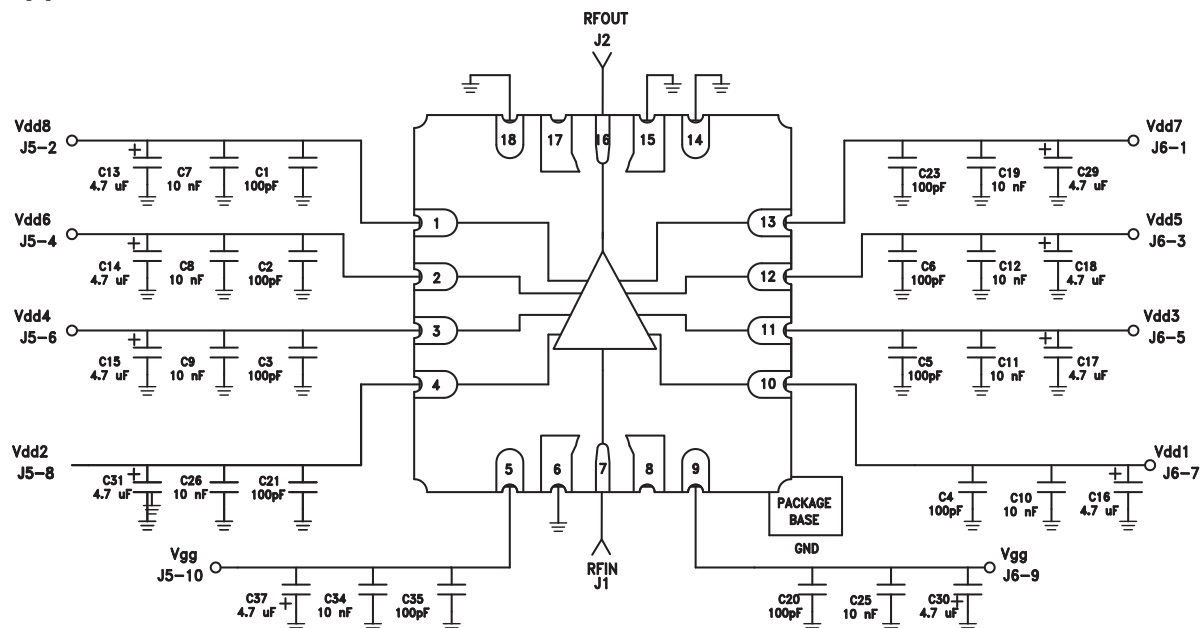 RFOUT
J2
18
17
16
15
14
Vdd8
J5-2
C13
4.7 uF
C7
10 nF
C1
100pF
Vdd7
J6-1
C23
100pF
C19
10 nF
C29
4.7 uF
1
13
Vdd6
J5-4
C14
4.7 uF
C8
10 nF
C2
100pF
Vdd5
J6-3
C6
100pF
C12
10 nF
C18
4.7 uF
2
12
Vdd4
J5-6
C15
4.7 uF
C9
10 nF
C3
100pF
Vdd3
J6-5
C5
100pF
C11
10 nF
C17
4.7 uF
3
11
4
10
Vdd2
J5-8
C31
4.7 uF
C26
10 nF
C21
100pF
Vdd1
J6-7
C4
100pF
C10
10 nF
C16
4.7 uF
5
6
7
8
9
PACKAGE
BASE
GND
Vgg
J5-10
C37
4.7 uF
C34
10 nF
C35
100pF
RFIN
J1
Vgg
J6-9
C20
100pF
C25
10 nF
C30
4.7 uF